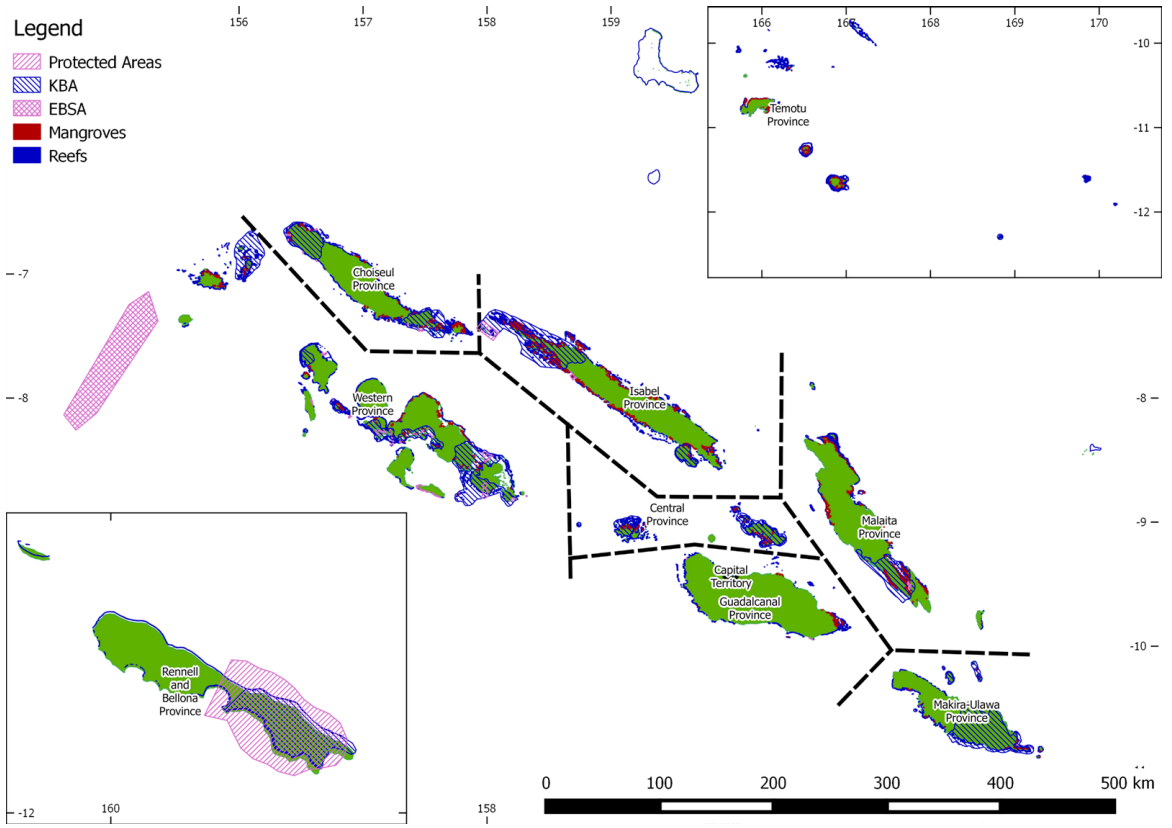 156
157
158
159
Legend
Protected Areas
KBA
EBSA
Mangroves
Reefs
166
167
168
169
170
-10
-11
-12
Temotu
Province
-7
-8
-8
-9
-10
Choiseul
Province
Isabel
Province
Western
Province
Central
Province
Malaita
Province
Capital
Territory
Guadalcanal
Province
Makira-Ulawa
Province
Rennell
and
Bellona
Province
-12
160
158
0
100
200
300
400
500 km